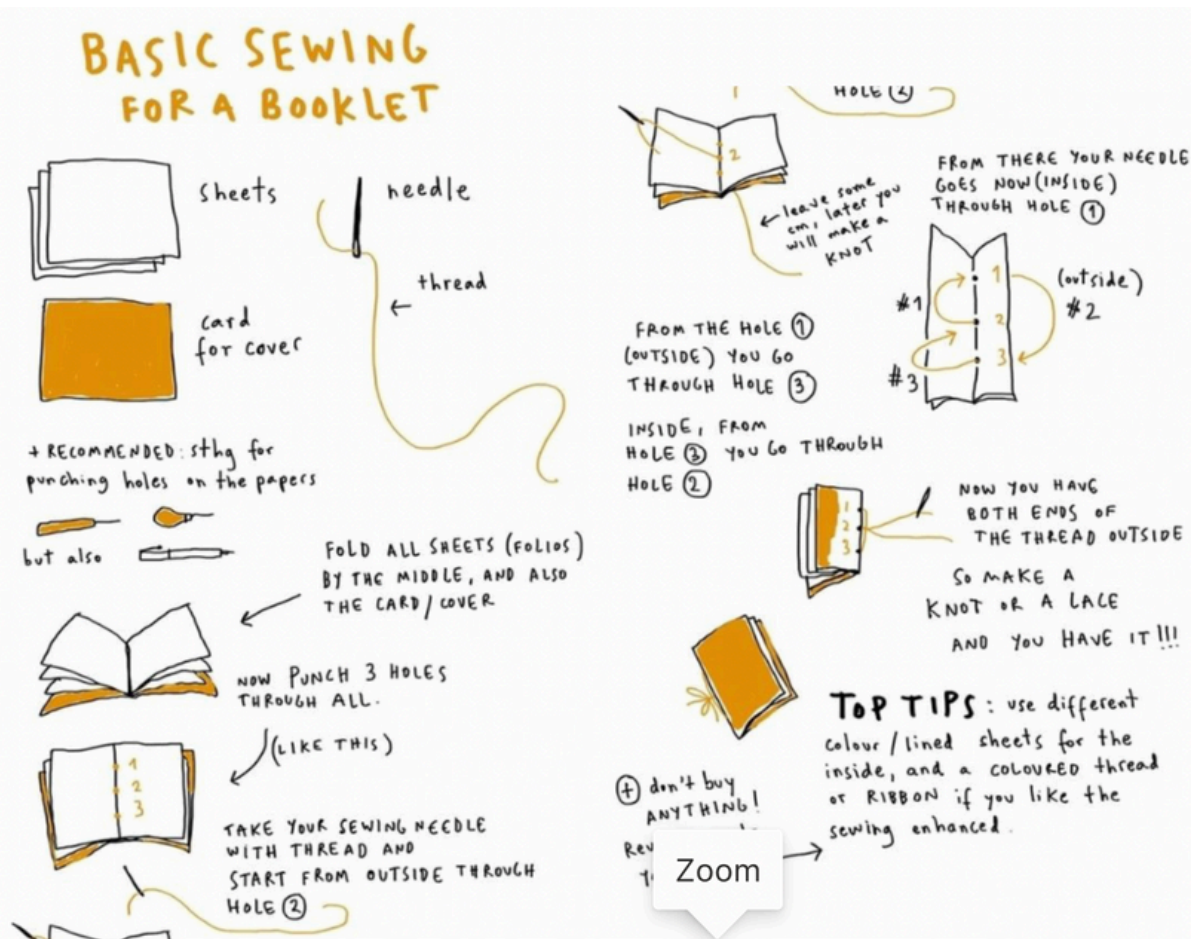 BASIC SEWING
FOR A BOOKLET
sheets
needle
thread
card
for cover
+ RECOMMENDED: sthg for
punching holes on the papers
but also
FOLD ALL SHEETS (FOLIOS)
BY THE MIDDLE, AND ALSO
THE CARD/COVER
NOW PUNCH 3 HOLES
THROUGH ALL.
(LIKE THIS)
1
2
3
TAKE YOUR SEWING NEEDLE
WITH THREAD AND
START FROM OUTSIDE THROUGH
HOLE 2
HOLE 2
2
leave some
cm, later you
will make a
KNOT
FROM THERE YOUR NEEDLE
GOES NOW (INSIDE)
THROUGH HOLE 1
1
2
3
#1
(outside)
#2
#3
FROM THE HOLE 1
(OUTSIDE) YOU GO
THROUGH HOLE 3
INSIDE, FROM
HOLE 3 YOU GO THROUGH
HOLE 2
1
2
3
NOW YOU HAVE
BOTH ENDS OF
THE THREAD OUTSIDE
SO MAKE A
KNOT OR A LACE
AND YOU HAVE IT!!!
TOP TIPS: use different
colour/lined sheets for the
inside, and a COLOURED thread
or RIBBON if you like the
sewing enhanced.
+ don't buy
ANYTHING!
Zoom